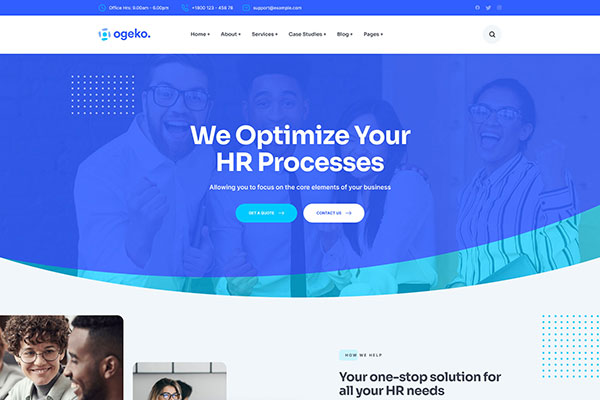 Office Hrs: 9.00am - 6.00pm +1800 123 - 456 78 support@example.com
ogeko. Home + About + Services + Case Studies + Blog + Pages +
We Optimize Your
HR Processes
Allowing you to focus on the core elements of your business
GET A QUOTE → CONTACT US →
HOW WE HELP
Your one-stop solution for
all your HR needs